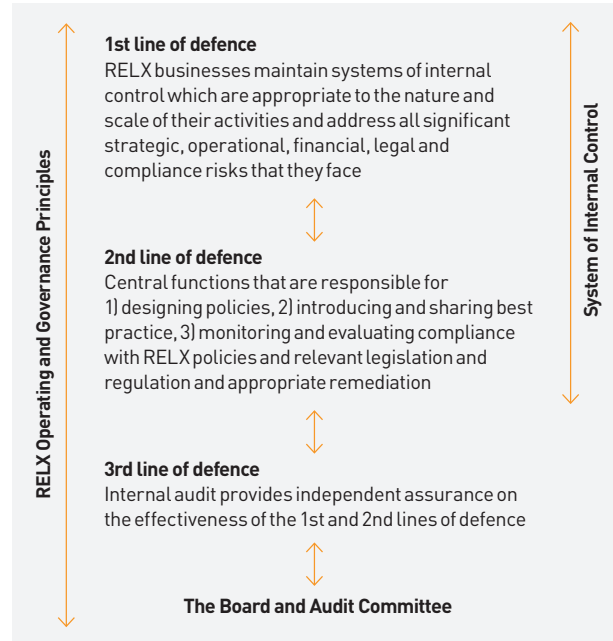 1st line of defence
RELX businesses maintain systems of internal
control which are appropriate to the nature and
scale of their activities and address all significant
strategic, operational, financial, legal and
compliance risks that they face
2nd line of defence
Central functions that are responsible for
1) designing policies, 2) introducing and sharing best
practice, 3) monitoring and evaluating compliance
with RELX policies and relevant legislation and
regulation and appropriate remediation
3rd line of defence
Internal audit provides independent assurance on
the effectiveness of the 1st and 2nd lines of defence
The Board and Audit Committee
RELX Operating and Governance Principles
System of Internal Control